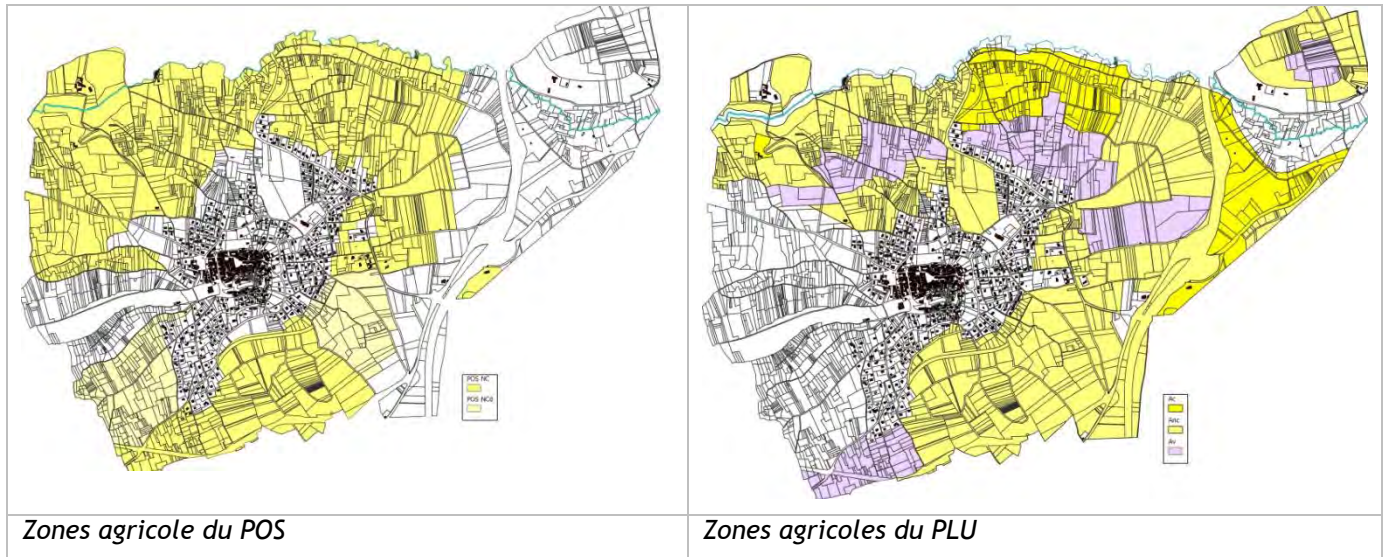 POS NC
POS NCa
Ac
Anc
Av
Zones agricole du POS
Zones agricoles du PLU